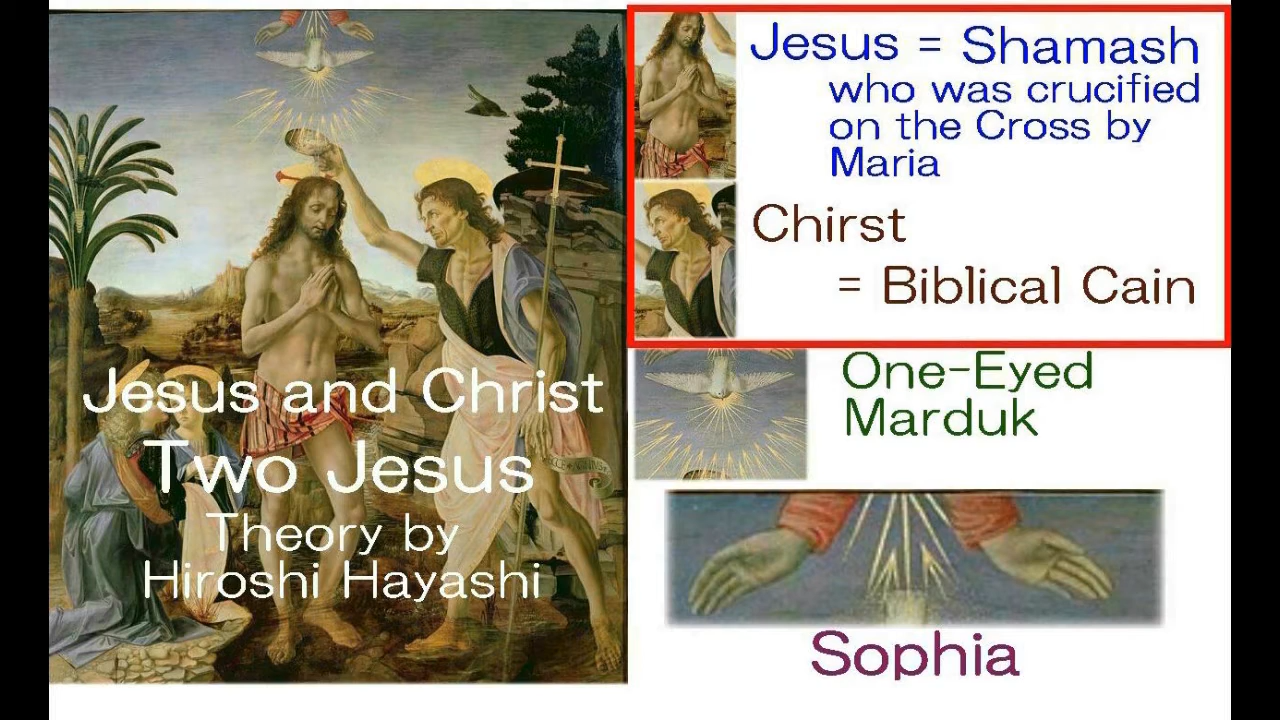 Jesus and Christ
Two Jesus
Theory by
Hiroshi Hayashi
Jesus = Shamash
who was crucified
on the Cross by
Maria
Chirst
= Biblical Cain
One-Eyed
Marduk
Sophia